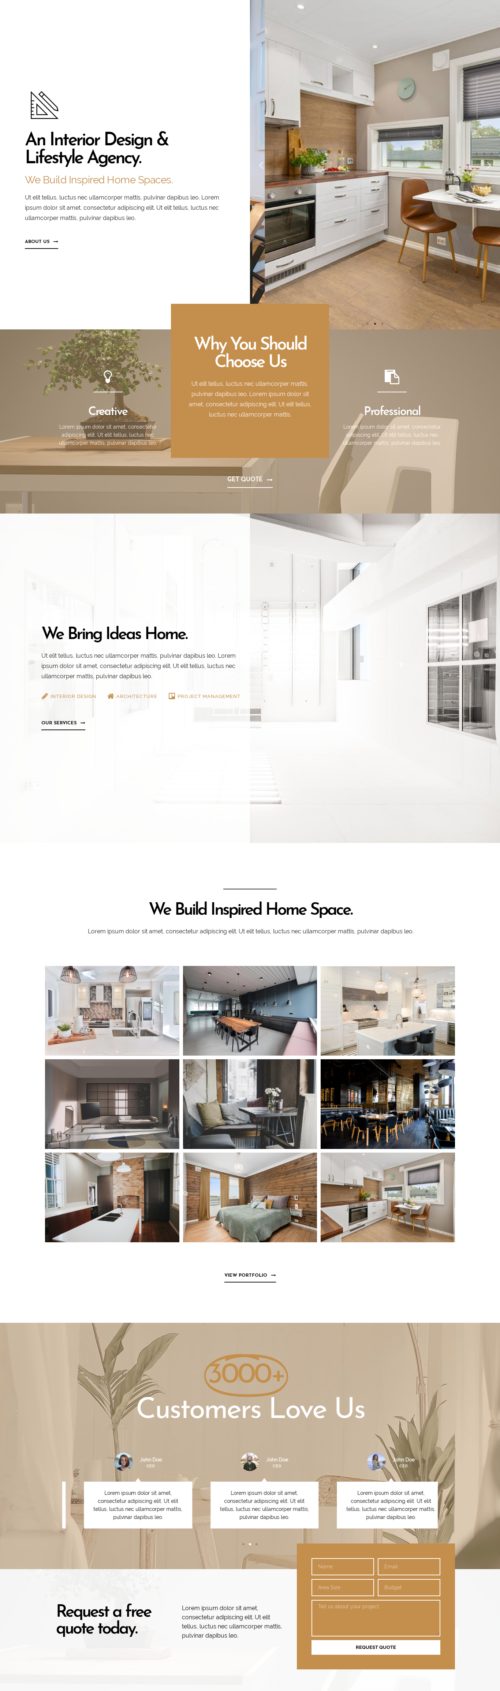 An Interior Design &
Lifestyle Agency.
We Build Inspired Home Spaces.
Ut elit tellus, luctus nec ullamcorper mattis, pulvinar dapibus leo. Lorem
ipsum dolor sit amet, consectetur adipiscing elit. Ut elit tellus, luctus nec
ullamcorper mattis, pulvinar dapibus leo.
ABOUT US
Why You Should
Choose Us
Ut elit tellus, luctus nec ullamcorper mattis,
pulvinar dapibus leo. Lorem ipsum dolor sit
amet, consectetur adipiscing elit. Ut elit tellus,
luctus nec ullamcorper mattis.
Creative
Lorem ipsum dolor sit amet, consectetur
adipiscing elit. Ut elit tellus, luctus nec
ullamcorper mattis, pulvinar dapibus leo.
Professional
Lorem ipsum dolor sit amet, consectetur
adipiscing elit. Ut elit tellus, luctus nec
ullamcorper mattis, pulvinar dapibus leo.
GET QUOTE
We Bring Ideas Home.
Ut elit tellus, luctus nec ullamcorper mattis, pulvinar dapibus leo. Lorem
ipsum dolor sit amet, consectetur adipiscing elit. Ut elit tellus, luctus nec
ullamcorper mattis, pulvinar dapibus leo.
INTERIOR DESIGN ARCHITECTURE PROJECT MANAGEMENT
OUR SERVICES
We Build Inspired Home Space.
Lorem ipsum dolor sit amet, consectetur adipiscing elit. Ut elit tellus, luctus nec ullamcorper mattis, pulvinar dapibus leo.
VIEW PORTFOLIO
3000+
Customers Love Us
John Doe
CEO
John Doe
CEO
John Doe
CEO
Lorem ipsum dolor sit amet,
consectetur adipiscing elit. Ut elit
tellus, luctus nec ullamcorper mattis,
pulvinar dapibus leo.
Lorem ipsum dolor sit amet,
consectetur adipiscing elit. Ut elit
tellus, luctus nec ullamcorper mattis,
pulvinar dapibus leo.
Lorem ipsum dolor sit amet,
consectetur adipiscing elit. Ut elit
tellus, luctus nec ullamcorper mattis,
pulvinar dapibus leo.
Request a free
quote today.
Lorem ipsum dolor sit amet,
consectetur adipiscing elit. Ut elit
tellus, luctus nec ullamcorper mattis,
pulvinar dapibus leo.
Name
Email
Area Size
Budget
Tell us about your project
REQUEST QUOTE